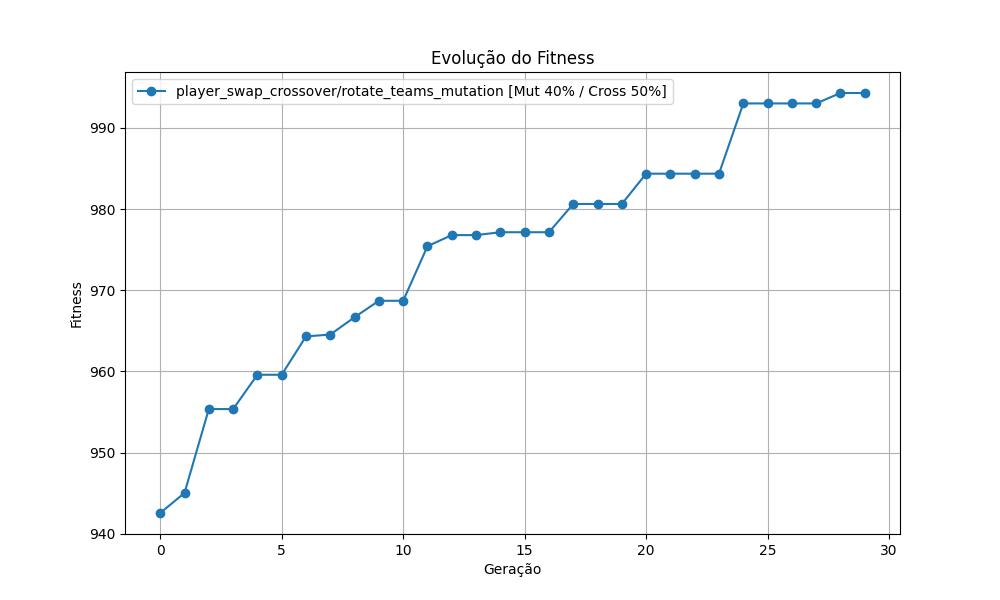 Evolução do Fitness
player_swap_crossover/rotate_teams_mutation [Mut 40% / Cross 50%]
Fitness
990
980
970
960
950
940
0 5 10 15 20 25 30
Geração